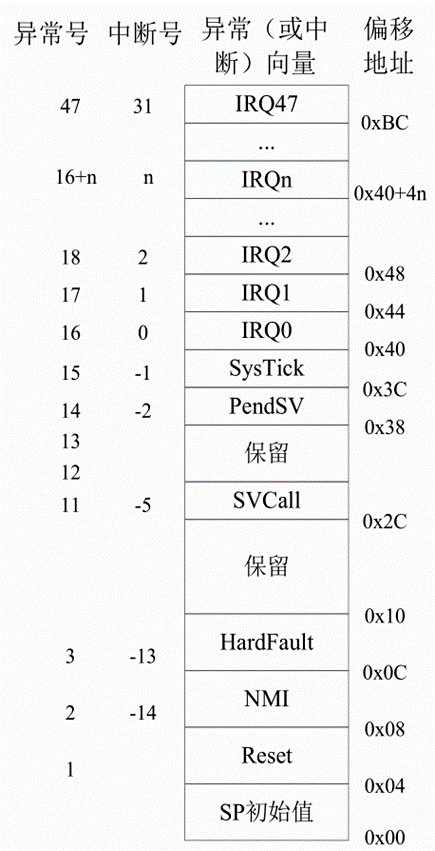 异常号 中断号 异常（或中断）向量 偏移地址
47 31 IRQ47 0xBC
...
16+n n IRQn 0x40+4n
...
18 2 IRQ2 0x48
17 1 IRQ1 0x44
16 0 IRQ0 0x40
15 -1 SysTick 0x3C
14 -2 PendSV 0x38
13
保留
12
11 -5 SVCall 0x2C
保留
0x10
3 -13 HardFault 0x0C
2 -14 NMI 0x08
1 Reset 0x04
SP初始值 0x00